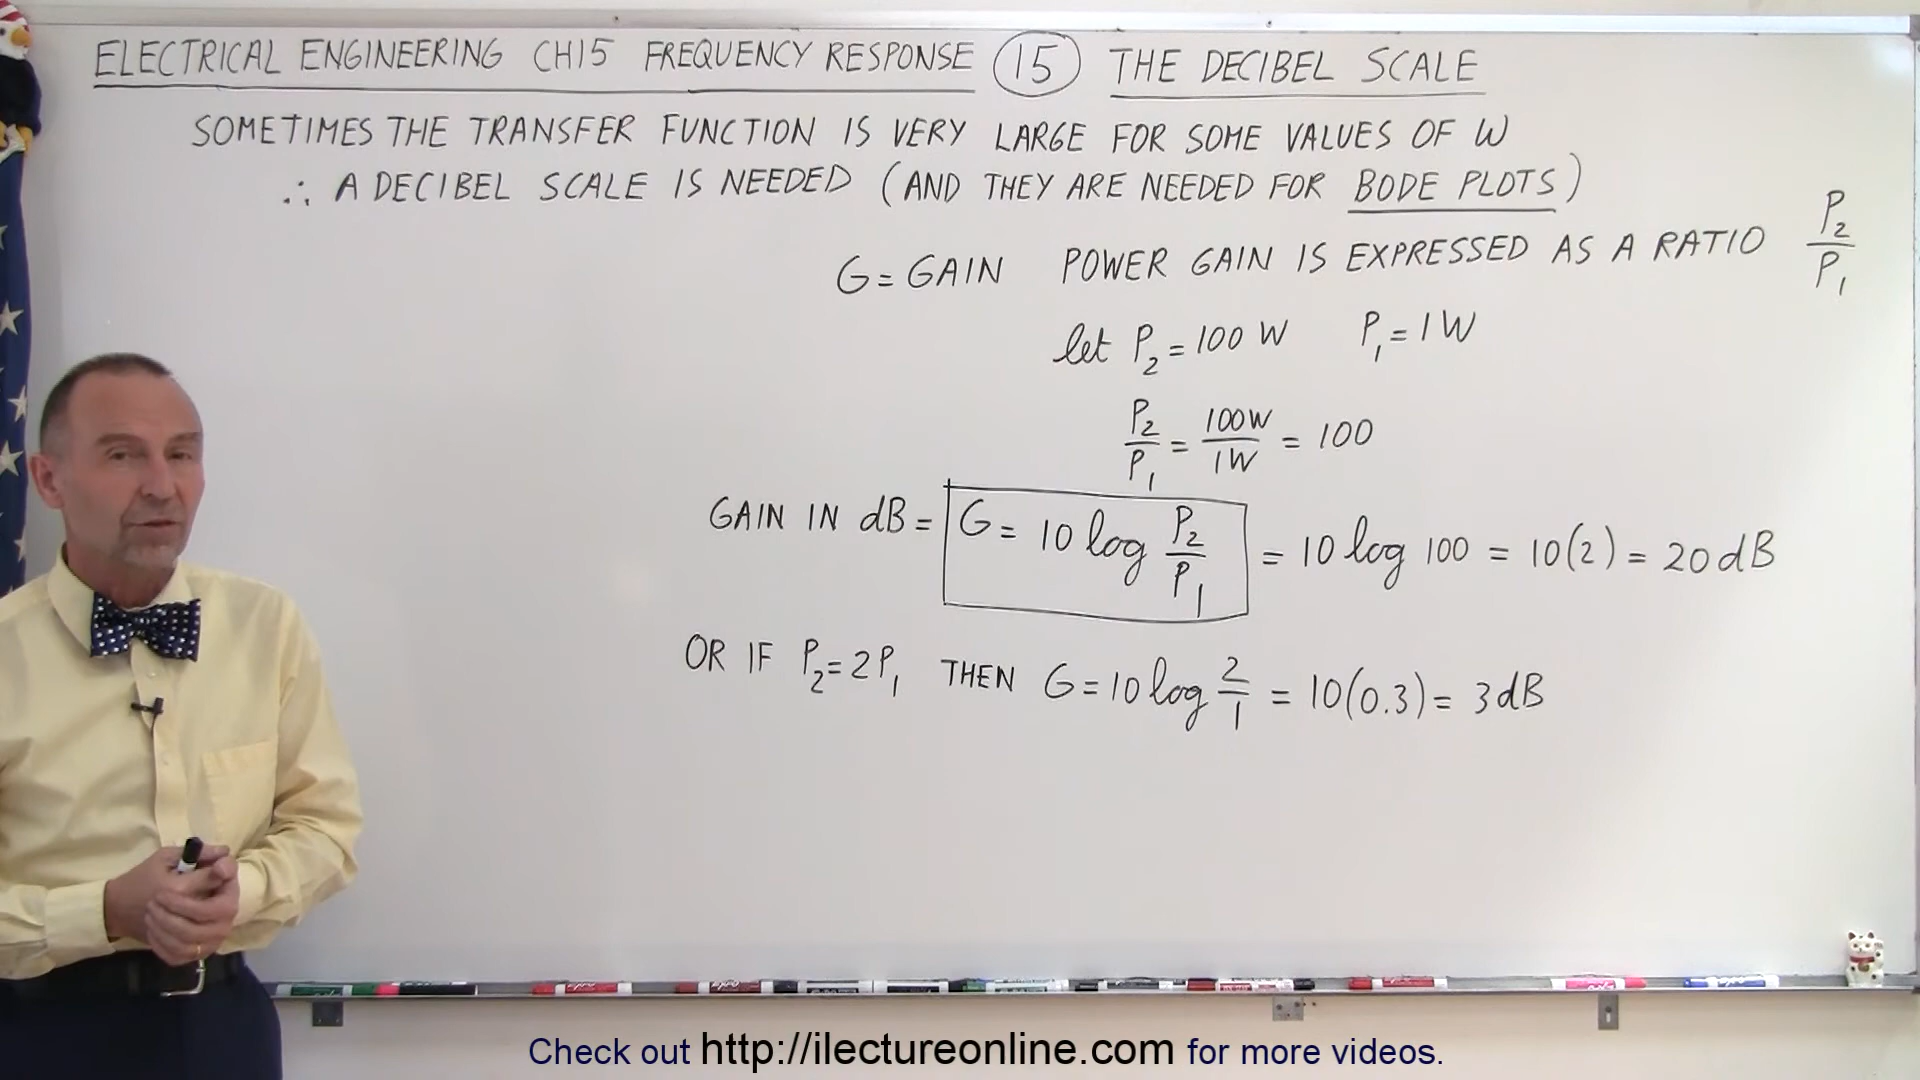 ELECTRICAL ENGINEERING CH15 FREQUENCY RESPONSE (15) THE DECIBEL SCALE
SOMETIMES THE TRANSFER FUNCTION IS VERY LARGE FOR SOME VALUES OF W
∴ A DECIBEL SCALE IS NEEDED (AND THEY ARE NEEDED FOR BODE PLOTS)
G = GAIN POWER GAIN IS EXPRESSED AS A RATIO P₂/P₁
let P₂ = 100 W P₁ = 1 W
P₂/P₁ = 100W/1W = 100
GAIN IN dB = G = 10 log P₂/P₁ = 10 log 100 = 10(2) = 20 dB
OR IF P₂ = 2P₁ THEN G = 10 log 2/1 = 10(0.3) = 3 dB
Check out http://ilectureonline.com for more videos.